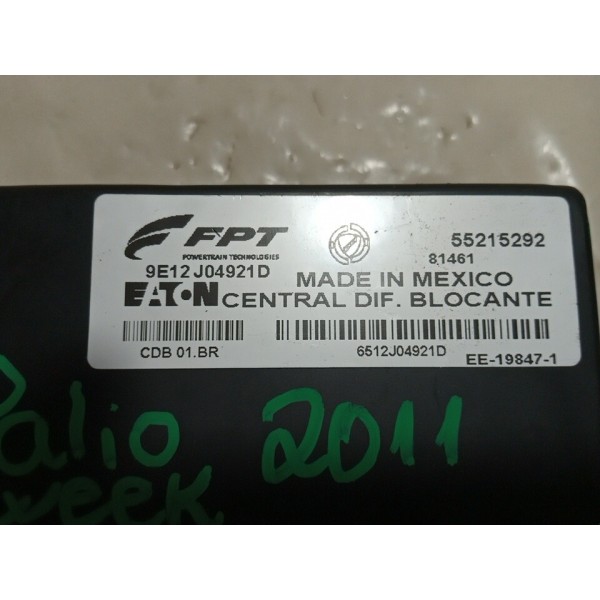 FPT
POWERTRAIN TECHNOLOGIES
55215292
81461
9E12 J04921D
MADE IN MEXICO
EATON
CENTRAL DIF. BLOCANTE
CDB 01.BR
6512J04921D
EE-19847-1
Palio 2011
week